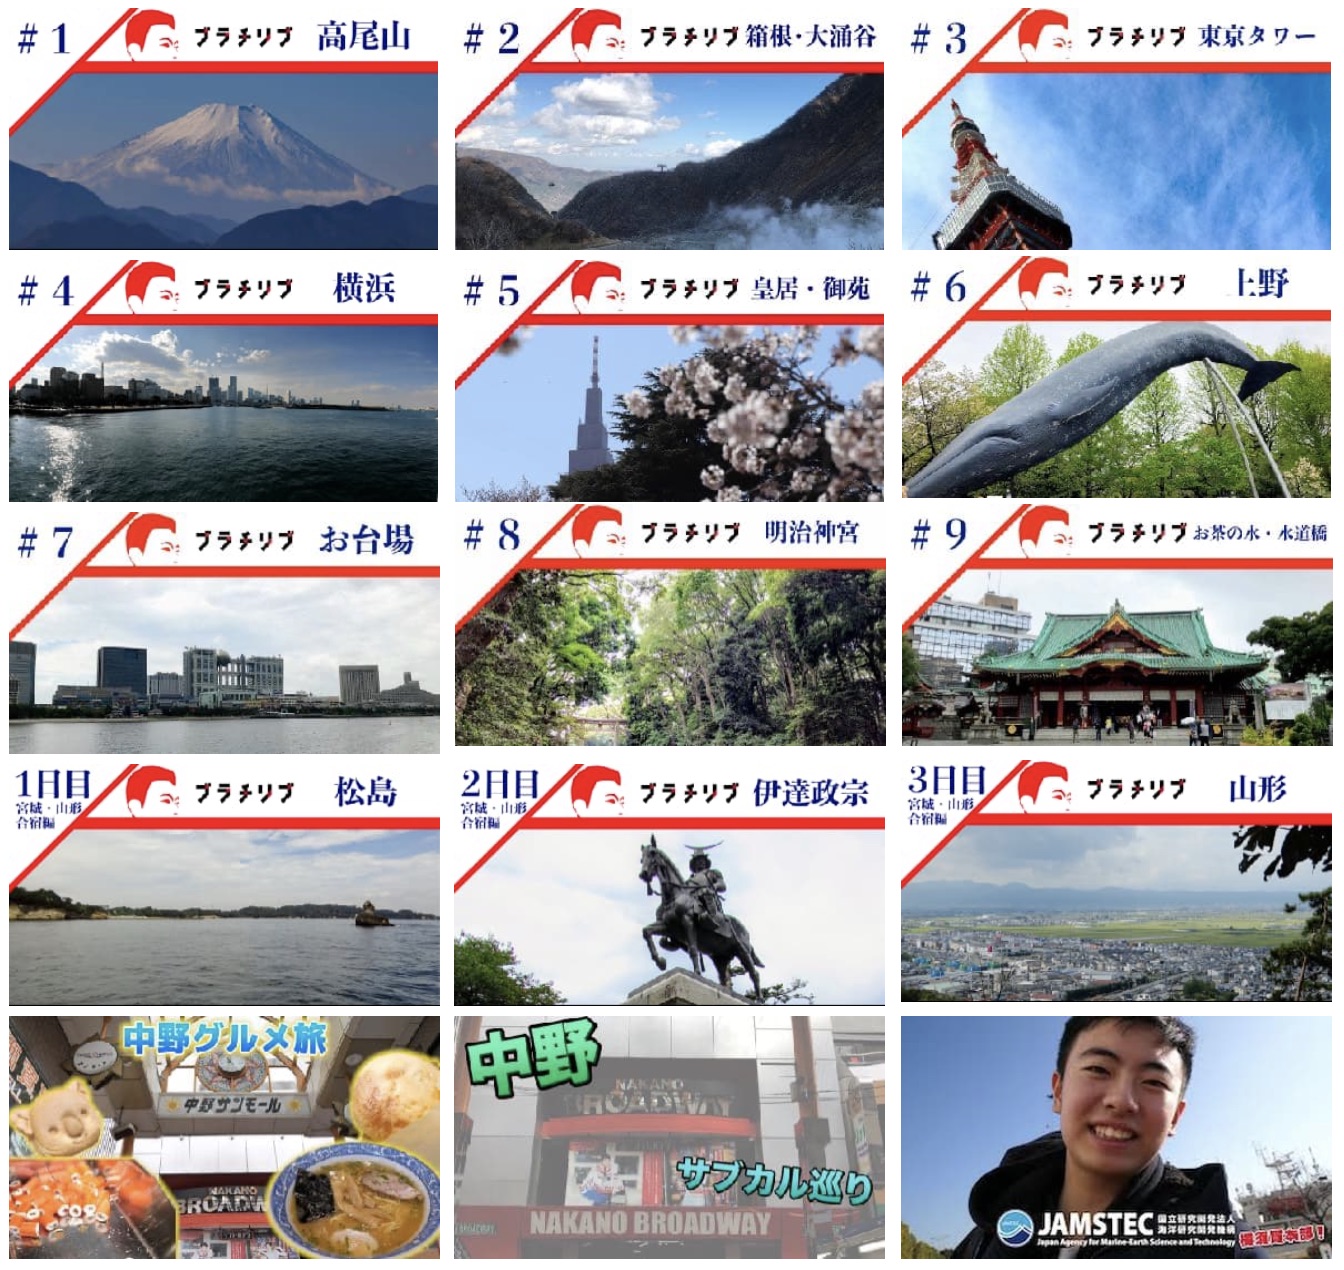 #1 ブラチリブ 高尾山
#2 ブラチリブ 箱根・大涌谷
#3 ブラチリブ 東京タワー
#4 ブラチリブ 横浜
#5 ブラチリブ 皇居・御苑
#6 ブラチリブ 上野
#7 ブラチリブ お台場
#8 ブラチリブ 明治神宮
#9 ブラチリブ お茶の水・水道橋
1日目
宮城・山形
合宿編
ブラチリブ 松島
2日目
宮城・山形
合宿編
ブラチリブ 伊達政宗
3日目
宮城・山形
合宿編
ブラチリブ 山形
中野グルメ旅
中野サンモール
NAKANO
BROADW
中野
NAKANO
BROADWAY
サブカル巡り
NAKANO BROADWAY
JAMSTEC
国立研究開発法人
海洋研究開発機構
Japan Agency for Marine-Earth Science and Technology
横須賀本部!